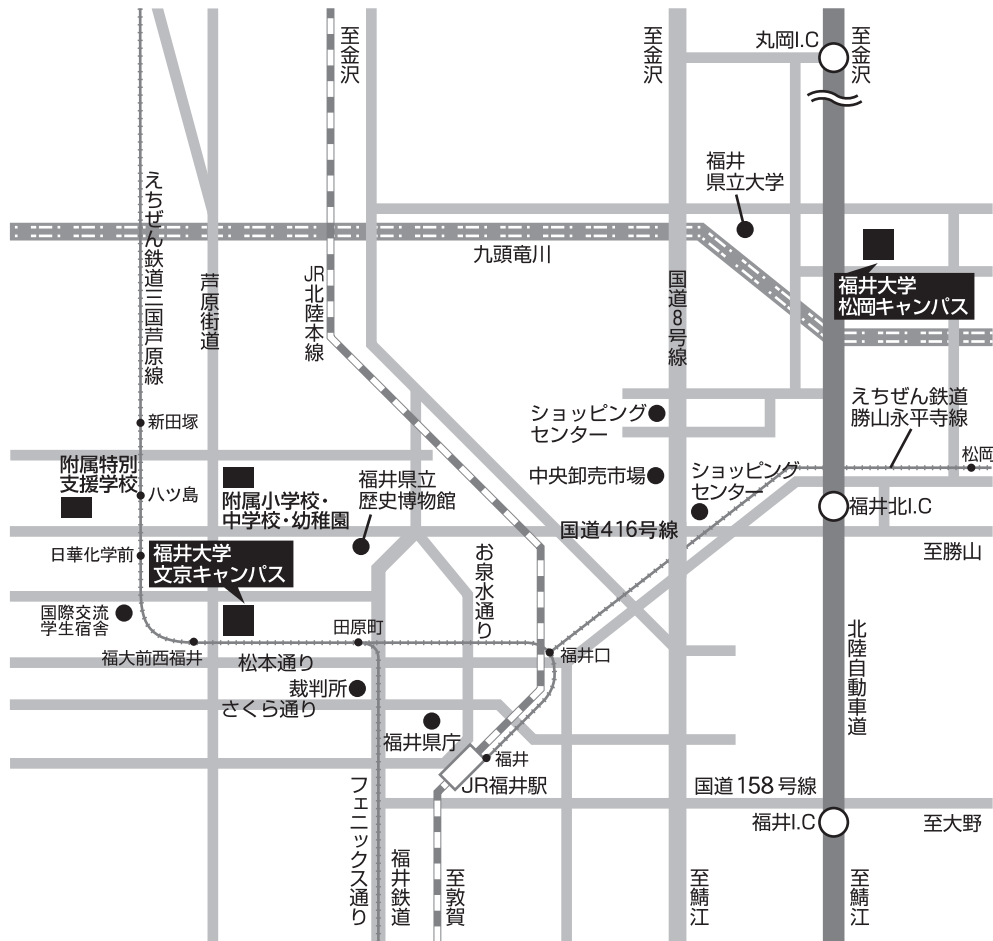 至金沢
至金沢
丸岡I.C
至金沢
福井
県立大学
えちぜん鉄道三国芦原線
九頭竜川
芦原街道
JR北陸本線
国道8号線
福井大学
松岡キャンパス
えちぜん鉄道
勝山永平寺線
ショッピング
センター
新田塚
松岡
附属特別
支援学校
八ツ島
附属小学校・
中学校・幼稚園
福井県立
歴史博物館
中央卸売市場
ショッピング
センター
福井北I.C
国道416号線
至勝山
日華化学前
福井大学
文京キャンパス
お泉水通り
国際交流
学生宿舎
田原町
福大前西福井
松本通り
福井口
北陸自動車道
裁判所
さくら通り
福井県庁
福井
JR福井駅
国道158号線
フェニックス通り
福井I.C
至大野
福井鉄道
至敦賀
至鯖江
至鯖江